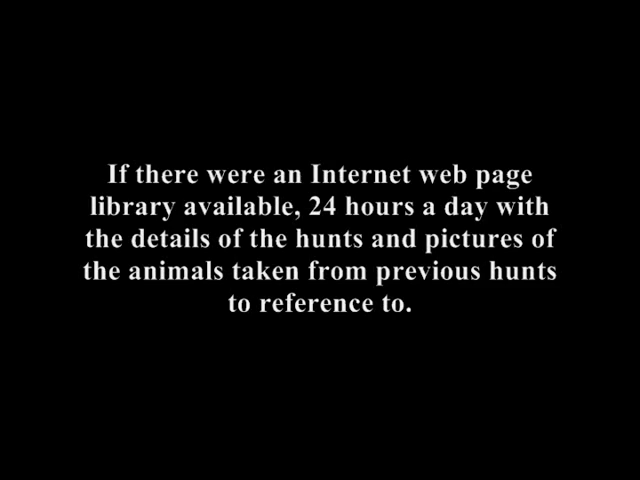 If there were an Internet web page
library available, 24 hours a day with
the details of the hunts and pictures of
the animals taken from previous hunts
to reference to.